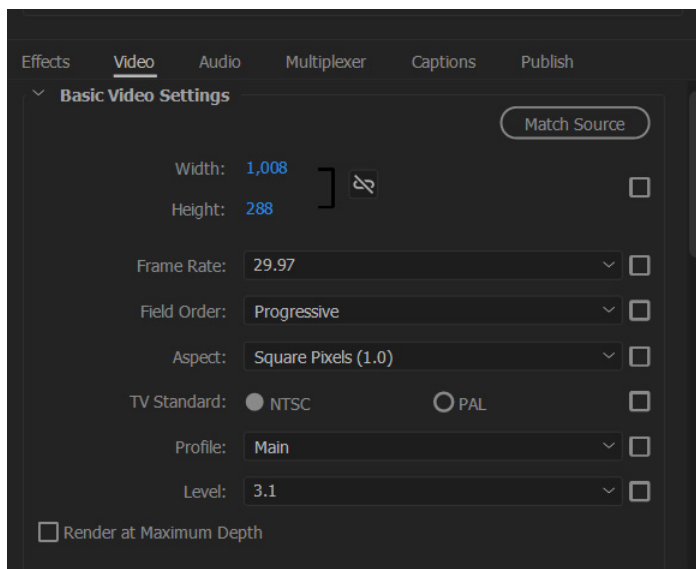 Effects Video Audio Multiplexer Captions Publish
Basic Video Settings
Match Source
Width: 1,008
Height: 288
Frame Rate: 29.97
Field Order: Progressive
Aspect: Square Pixels (1.0)
TV Standard: NTSC PAL
Profile: Main
Level: 3.1
Render at Maximum Depth